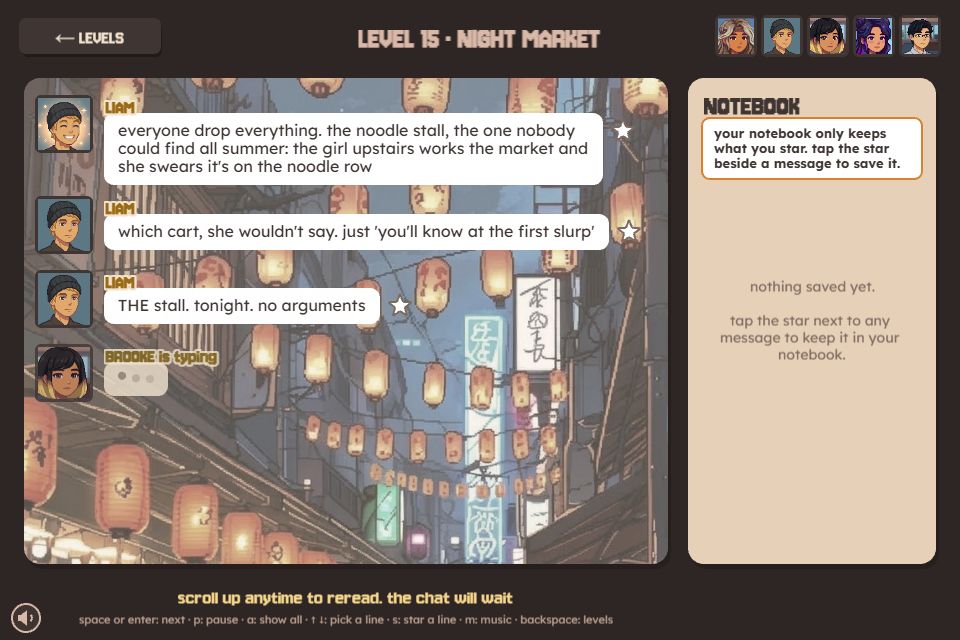 ← LEVELS
LEVEL 15 · NIGHT MARKET
LIAM
everyone drop everything. the noodle stall, the one nobody
could find all summer: the girl upstairs works the market and
she swears it's on the noodle row
LIAM
which cart, she wouldn't say. just 'you'll know at the first slurp'
LIAM
THE stall. tonight. no arguments
BROOKE is typing
NOTEBOOK
your notebook only keeps
what you star. tap the star
beside a message to save it.
nothing saved yet.
tap the star next to any
message to keep it in your
notebook.
scroll up anytime to reread. the chat will wait
space or enter: next · p: pause · a: show all · ↑ ↓: pick a line · s: star a line · m: music · backspace: levels